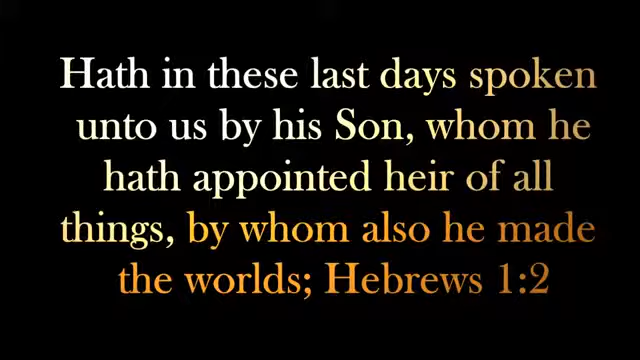 Hath in these last days spoken
unto us by his Son, whom he
hath appointed heir of all
things, by whom also he made
the worlds; Hebrews 1:2